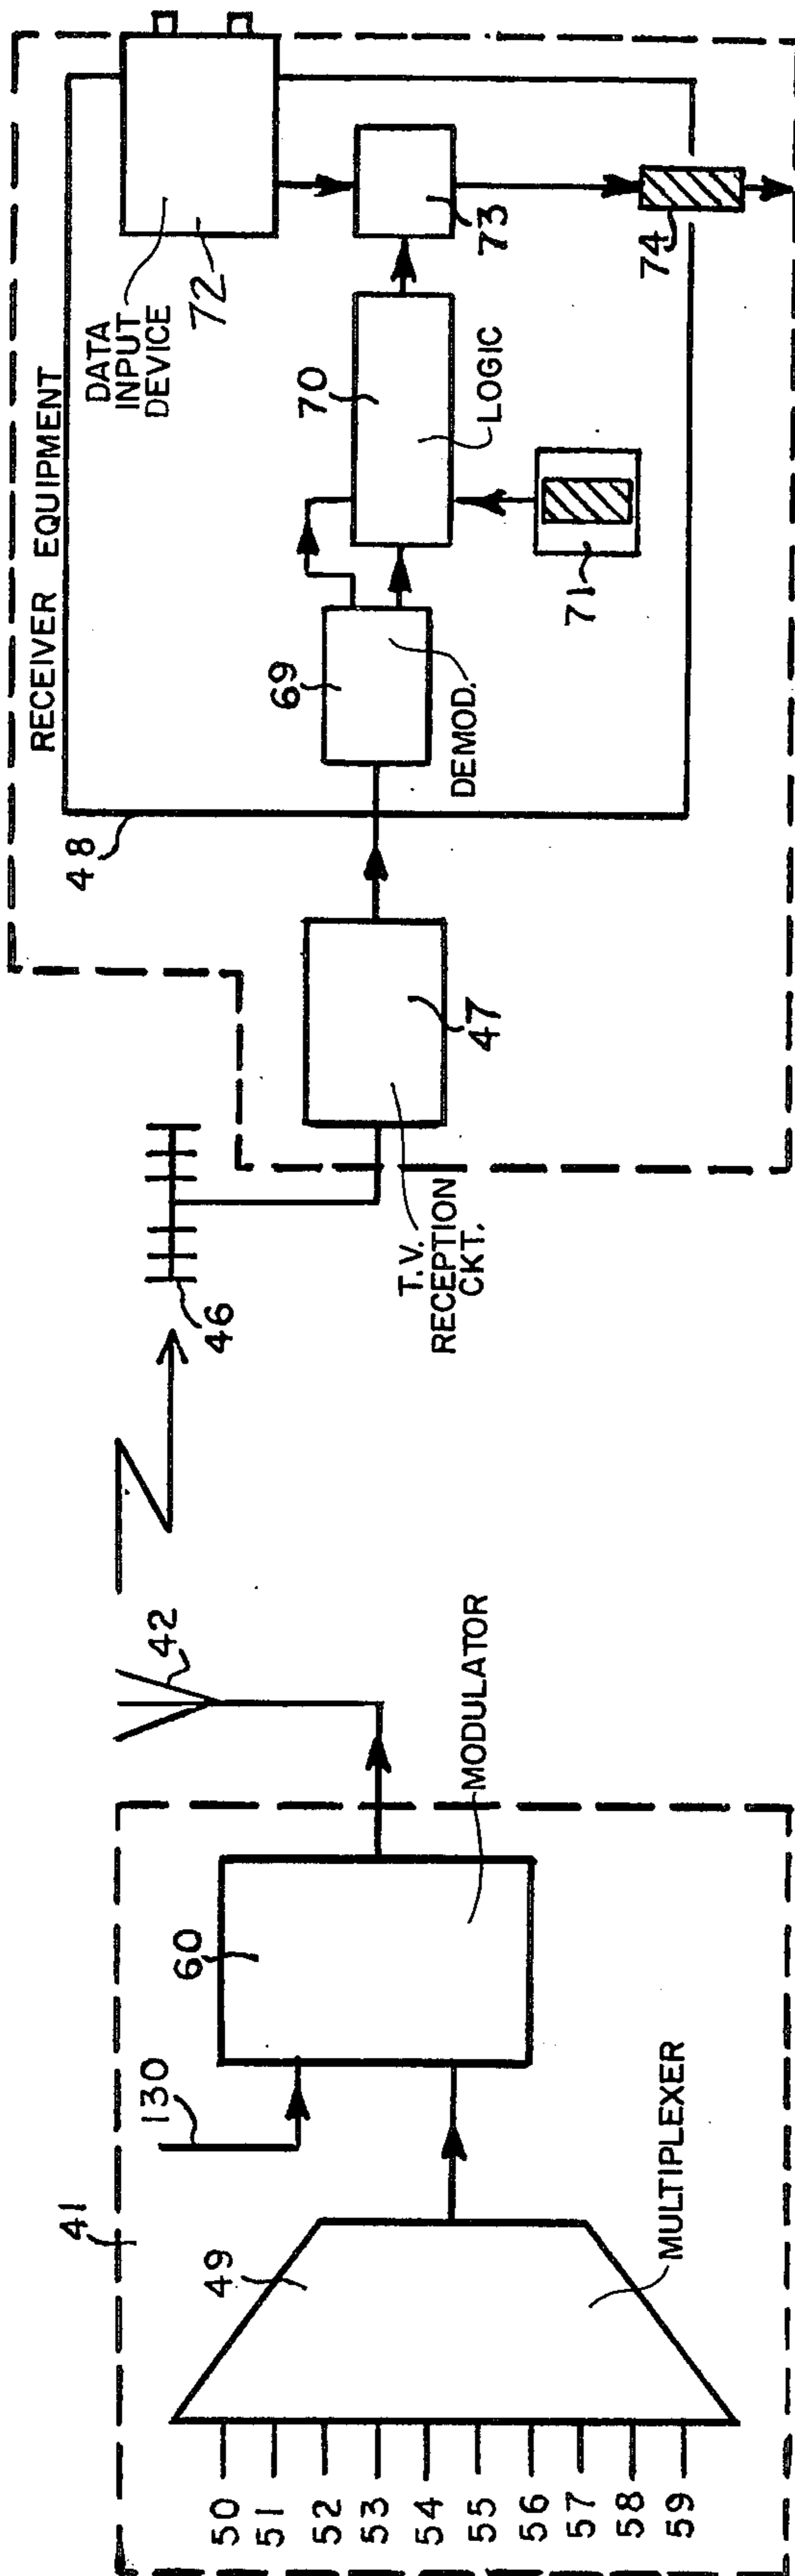 41
50
51
52
53
54
55
56
57
58
59
49
MULTIPLEXER
130
60
MODULATOR
42
46
T.V.
RECEPTION
CKT.
47
48
RECEIVER EQUIPMENT
69
DEMOD.
70
LOGIC
71
DATA
INPUT
DEVICE
72
73
74